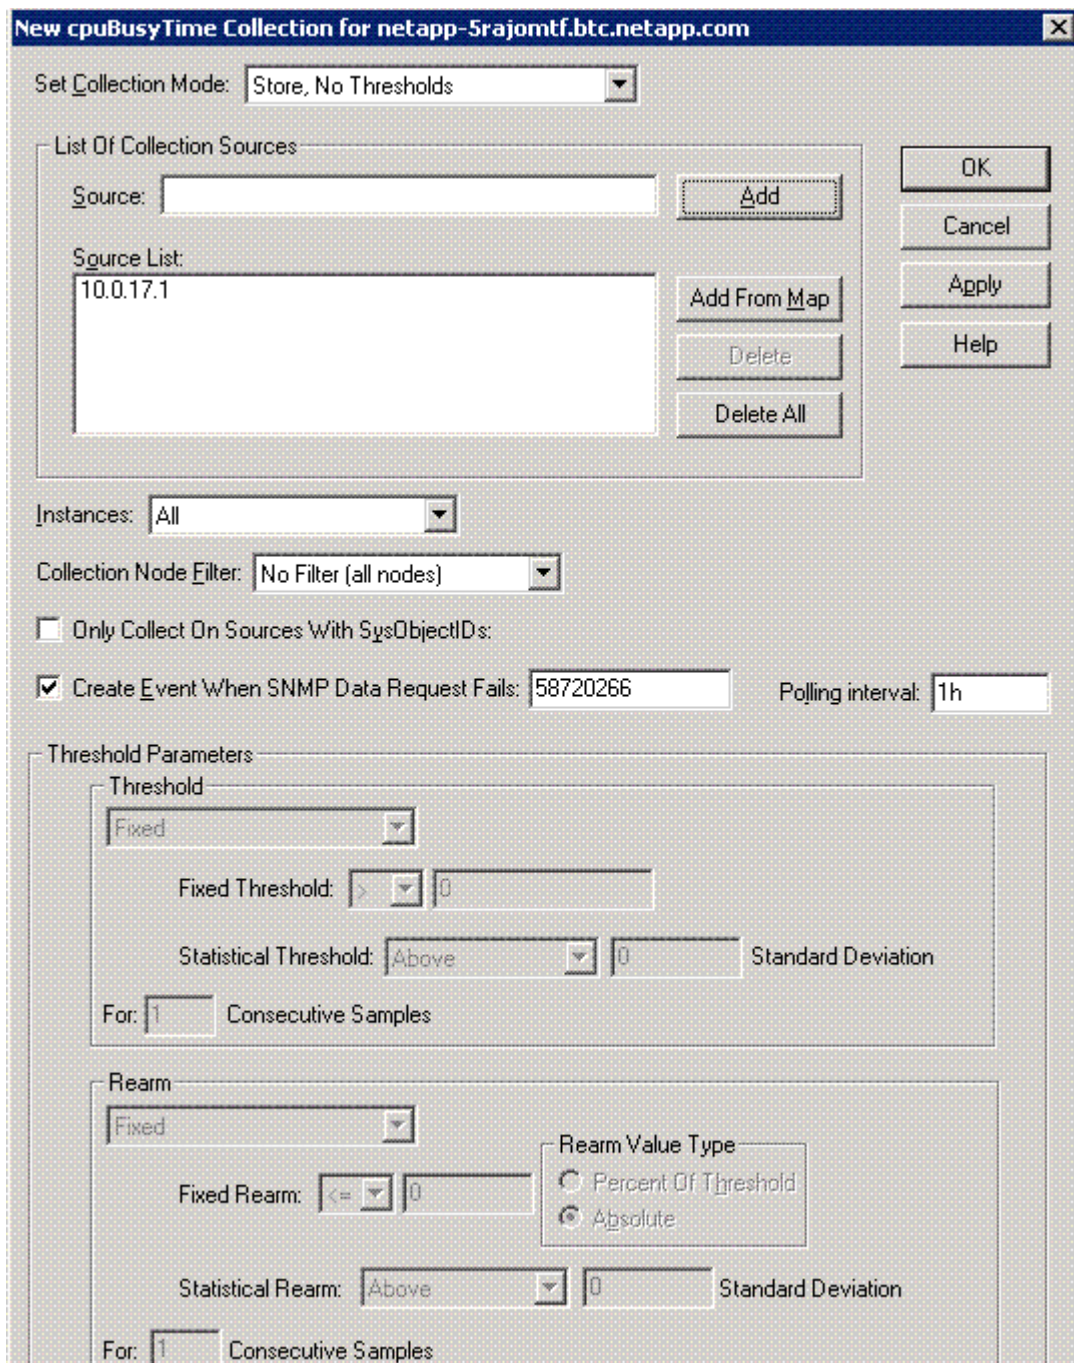 New cpuBusyTime Collection for netapp-5rajomtf.btc.netapp.com
Set Collection Mode: Store, No Thresholds
List Of Collection Sources
Source: Add
OK
Cancel
Source List:
10.0.17.1
Add From Map
Apply
Delete
Help
Delete All
Instances: All
Collection Node Filter: No Filter (all nodes)
Only Collect On Sources With SysObjectIDs:
Create Event When SNMP Data Request Fails: 58720266 Polling interval: 1h
Threshold Parameters
Threshold
Fixed
Fixed Threshold: > 0
Statistical Threshold: Above 0 Standard Deviation
For: 1 Consecutive Samples
Rearm
Fixed
Rearm Value Type
Percent Of Threshold
Fixed Rearm: <= 0
Absolute
Statistical Rearm: Above 0 Standard Deviation
For: 1 Consecutive Samples